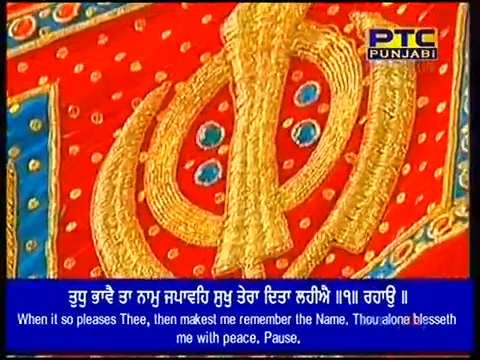 PTC
PUNJABI
ਤੁਧੁ ਭਾਵੈ ਤਾ ਨਾਮੁ ਜਪਾਵਹਿ ਸੁਖੁ ਤੇਰਾ ਦਿਤਾ ਲਹੀਐ ॥੧॥ ਰਹਾਉ ॥
When it so pleases Thee, then makest me remember the Name. Thou alone blesseth
me with peace. Pause.